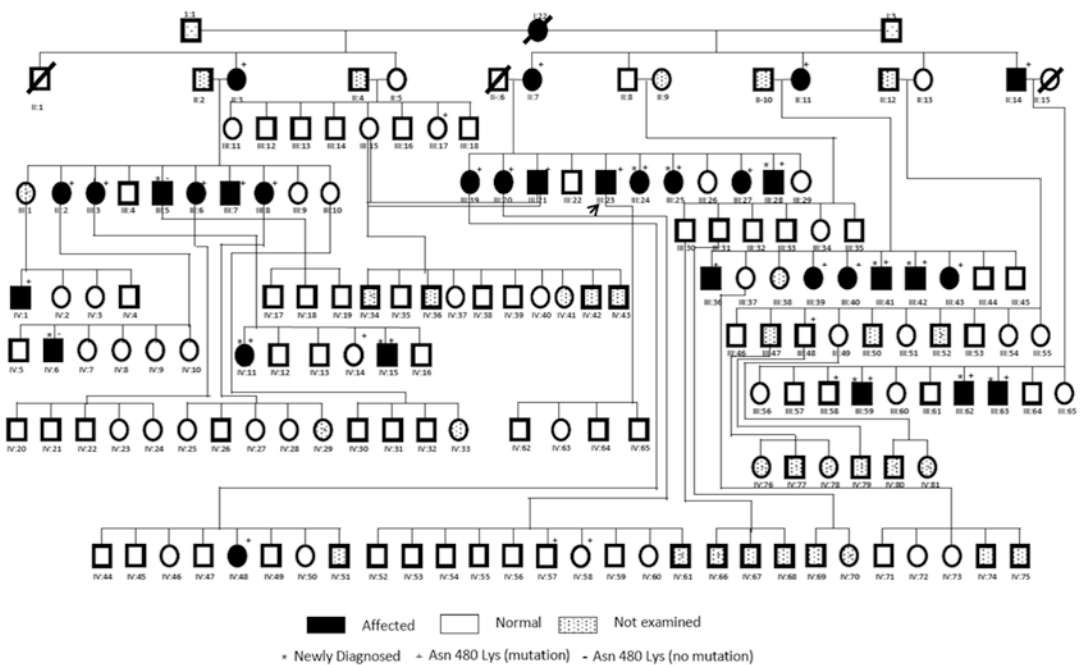 I:1 I:22 I:3
II:1 II:2 II:3 II:4 II:5 II-:6 II:7 II:8 II:9 II-10 II:11 II:12 II:13 II:14 II:15
III:11 III:12 III:13 III:14 III:15 III:16 III:17 III:18
III:19 III:20 III:21 III:22 III:23 III:24 III:25 III:26 III:27 III:28 III:29
III:1 II:2 III:4 III:5 II:6 III:7 III:9 III:10
III:30 III:31 III:32 III:33 III:34 III:35
III:36 III:37 III:38 III:39 III:40 III:41 III:42 III:43 III:44 III:45
IV:1 IV:2 IV:3 IV:4 IV:17 IV:18 IV:19 IV:34 IV:35 IV:36 IV:37 IV:38 IV:39 IV:40 IV:41 IV:42 IV:43
III:46 III:47 III:48 III:49 III:50 III:51 III:52 III:53 III:54 III:55
IV:5 IV:6 IV:7 IV:8 IV:9 IV:10 IV:11 IV:12 IV:13 IV:14 IV:15 IV:16
III:56 III:57 III:58 III:59 III:60 III:61 III:62 III:63 III:64 III:65
IV:20 IV:21 IV:22 IV:23 IV:24 IV:25 IV:26 IV:27 IV:28 IV:29 IV:30 IV:31 IV:32 IV:33 IV:62 IV:63 IV:64 IV:65
IV:76 IV:77 IV:78 IV:79 IV:80 IV:81
IV:44 IV:45 IV:46 IV:47 IV:48 IV:49 IV:50 IV:51 IV:52 IV:53 IV:54 IV:55 IV:56 IV:57 IV:58 IV:59 IV:60 IV:61 IV:66 IV:67 IV:68 IV:69 IV:70 IV:71 IV:72 IV:73 IV:74 IV:75
Affected Normal Not examined
* Newly Diagnosed + Asn 480 Lys (mutation) - Asn 480 Lys (no mutation)